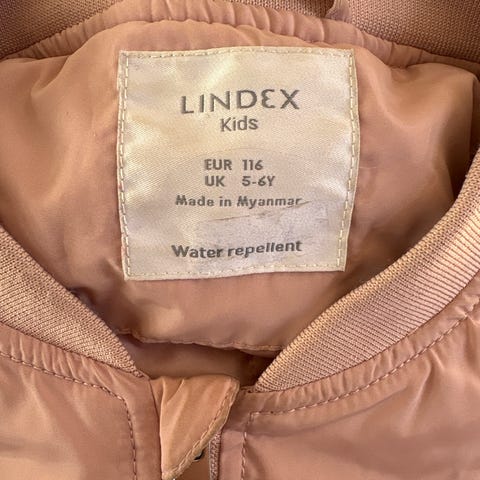 LINDEX
Kids
EUR 116
UK 5-6Y
Made in Myanmar
Water repellent